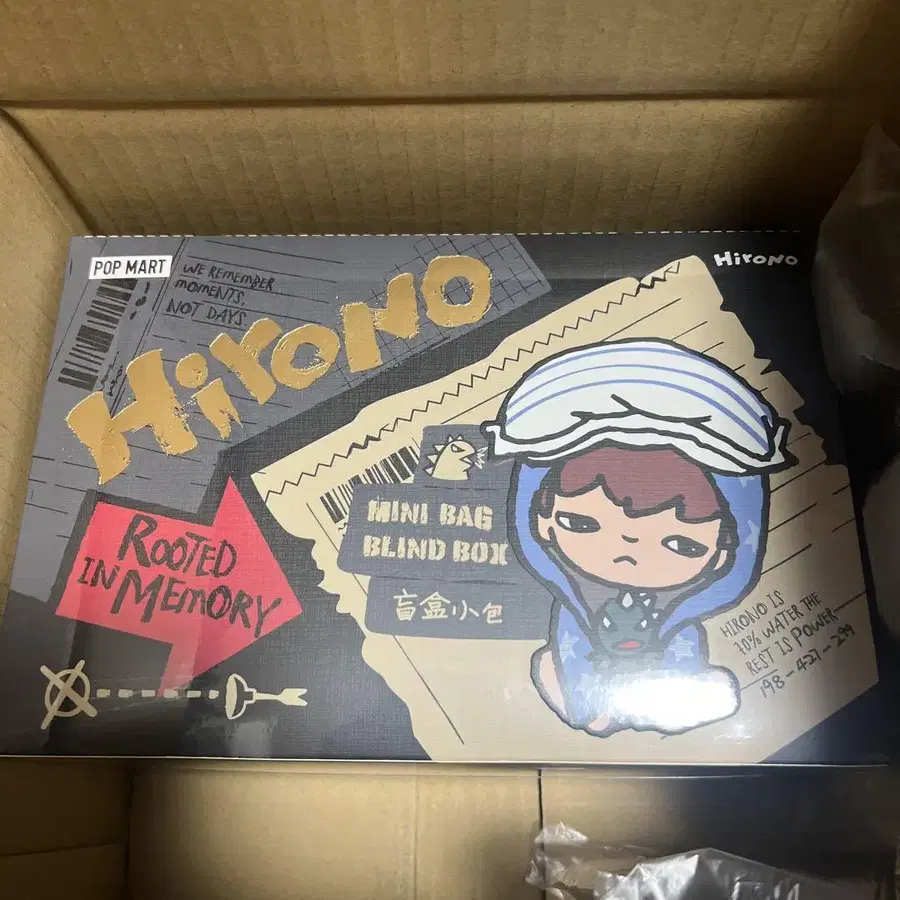 POP MART
WE REMEMBER
MOMENTS,
NOT DAYS.
Hirono
Hirono
MINI BAG
BLIND BOX
盲盒小包
ROOTED
IN MEMORY
HIRONO IS
70% WATER THE
REST IS POWER
198-427-299